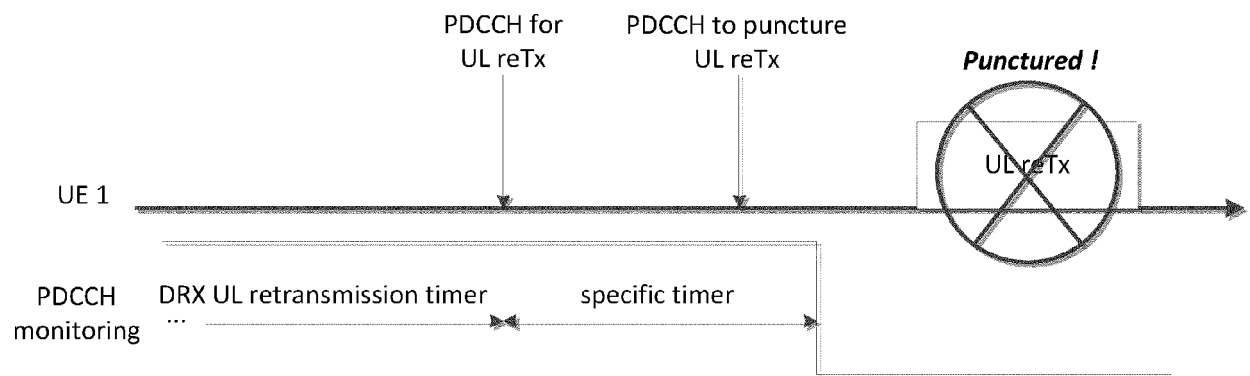 PDCCH for
UL reTx
PDCCH to puncture
UL reTx
Punctured !
UL reTx
UE 1
PDCCH
monitoring
DRX UL retransmission timer
...
specific timer